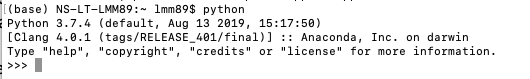 (base) NS-LT-LMM89:~ lmm89$ python
Python 3.7.4 (default, Aug 13 2019, 15:17:50)
[Clang 4.0.1 (tags/RELEASE_401/final)] :: Anaconda, Inc. on darwin
Type "help", "copyright", "credits" or "license" for more information.
>>>